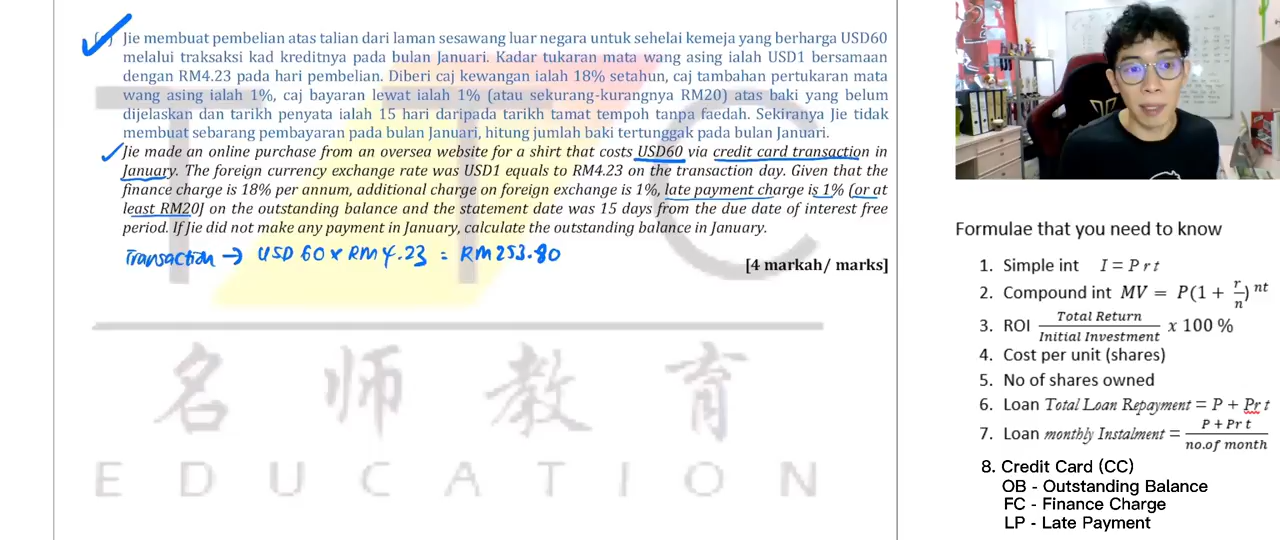 Jie membuat pembelian atas talian dari laman sesawang luar negara untuk sehelai kemeja yang berharga USD60
melalui traksaksi kad kreditnya pada bulan Januari. Kadar tukaran mata wang asing ialah USD1 bersamaan
dengan RM4.23 pada hari pembelian. Diberi caj kewangan ialah 18% setahun, caj tambahan pertukaran mata
wang asing ialah 1%, caj bayaran lewat ialah 1% (atau sekurang-kurangnya RM20) atas baki yang belum
dijelaskan dan tarikh penyata ialah 15 hari daripada tarikh tamat tempoh tanpa faedah. Sekiranya Jie tidak
membuat sebarang pembayaran pada bulan Januari, hitung jumlah baki tertunggak pada bulan Januari.
Jie made an online purchase from an oversea website for a shirt that costs USD60 via credit card transaction in
January. The foreign currency exchange rate was USD1 equals to RM4.23 on the transaction day. Given that the
finance charge is 18% per annum, additional charge on foreign exchange is 1%, late payment charge is 1% (or at
least RM20) on the outstanding balance and the statement date was 15 days from the due date of interest free
period. If Jie did not make any payment in January, calculate the outstanding balance in January.
Transaction → USD 60 × RM 4.23 = RM 253.80
[4 markah/ marks]
名 师 教 育
EDUCATION
Formulae that you need to know
1. Simple int I = P r t
2. Compound int MV = P(1 + r/n)^nt
3. ROI Total Return / Initial Investment x 100 %
4. Cost per unit (shares)
5. No of shares owned
6. Loan Total Loan Repayment = P + Pr t
7. Loan monthly Instalment = P + Pr t / no.of month
8. Credit Card (CC)
OB - Outstanding Balance
FC - Finance Charge
LP - Late Payment